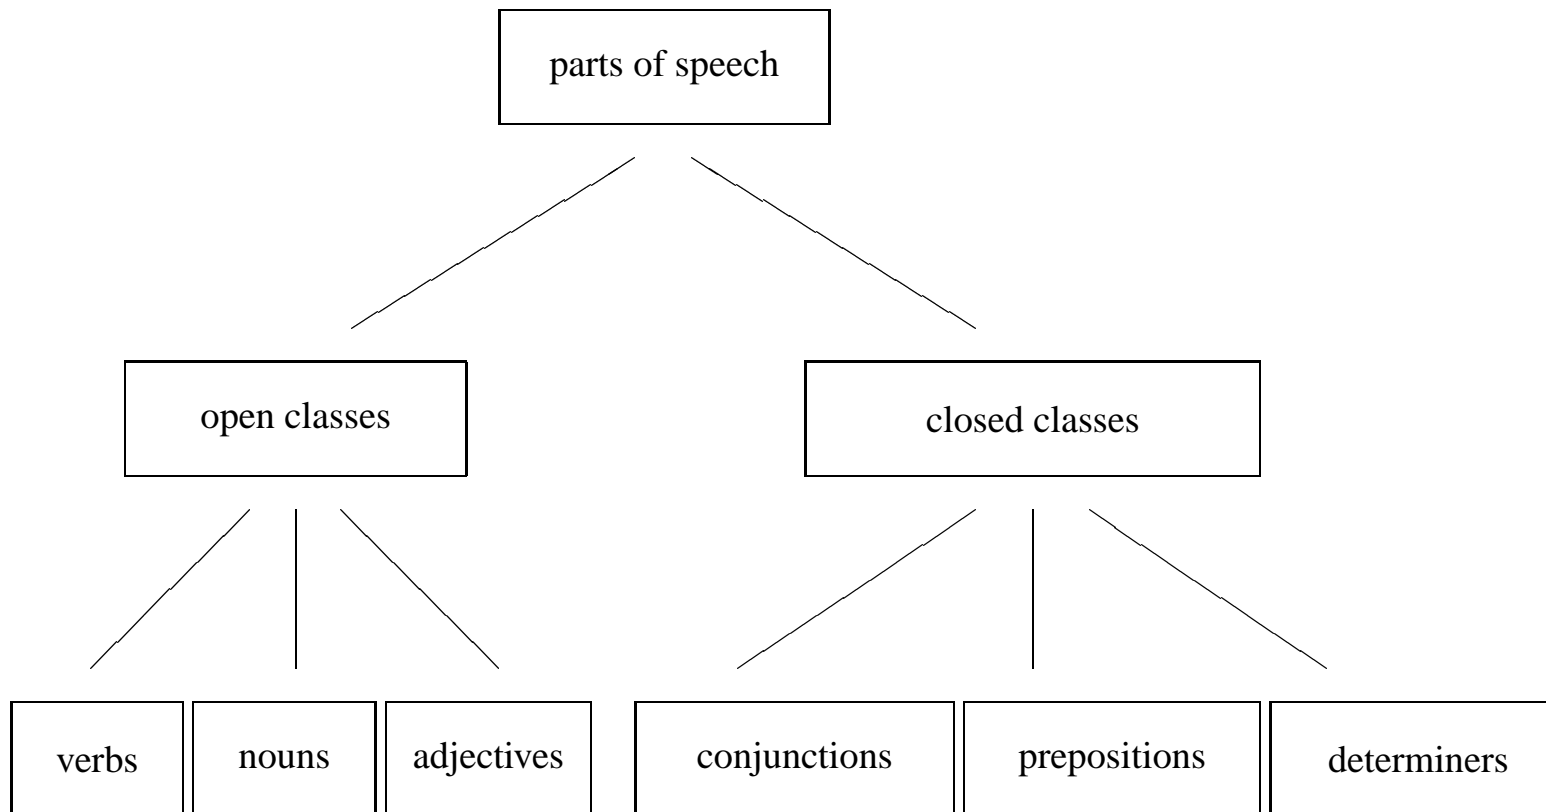 parts of speech
open classes
closed classes
verbs
nouns
adjectives
conjunctions
prepositions
determiners